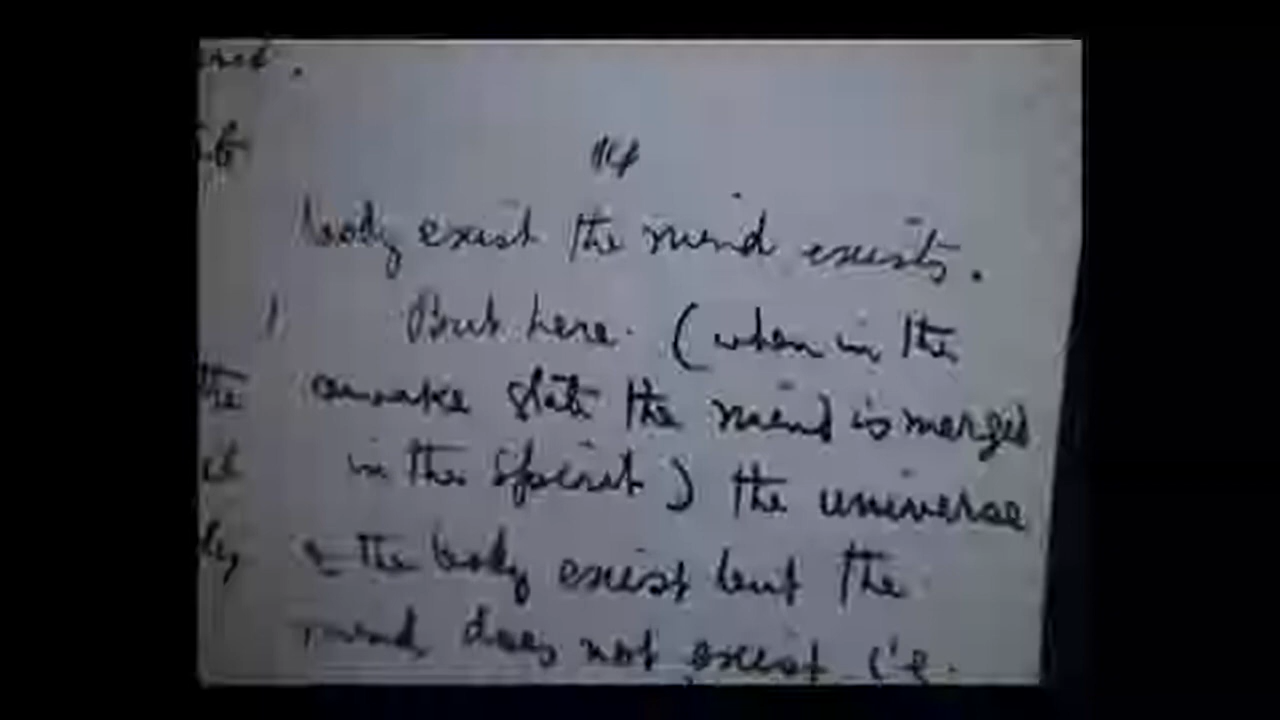 14
body exist the mind exists.
But here. (when in the
awake state the mind is merged
in the spirit) the universe
& the body exist but the
mind does not exist i.e.